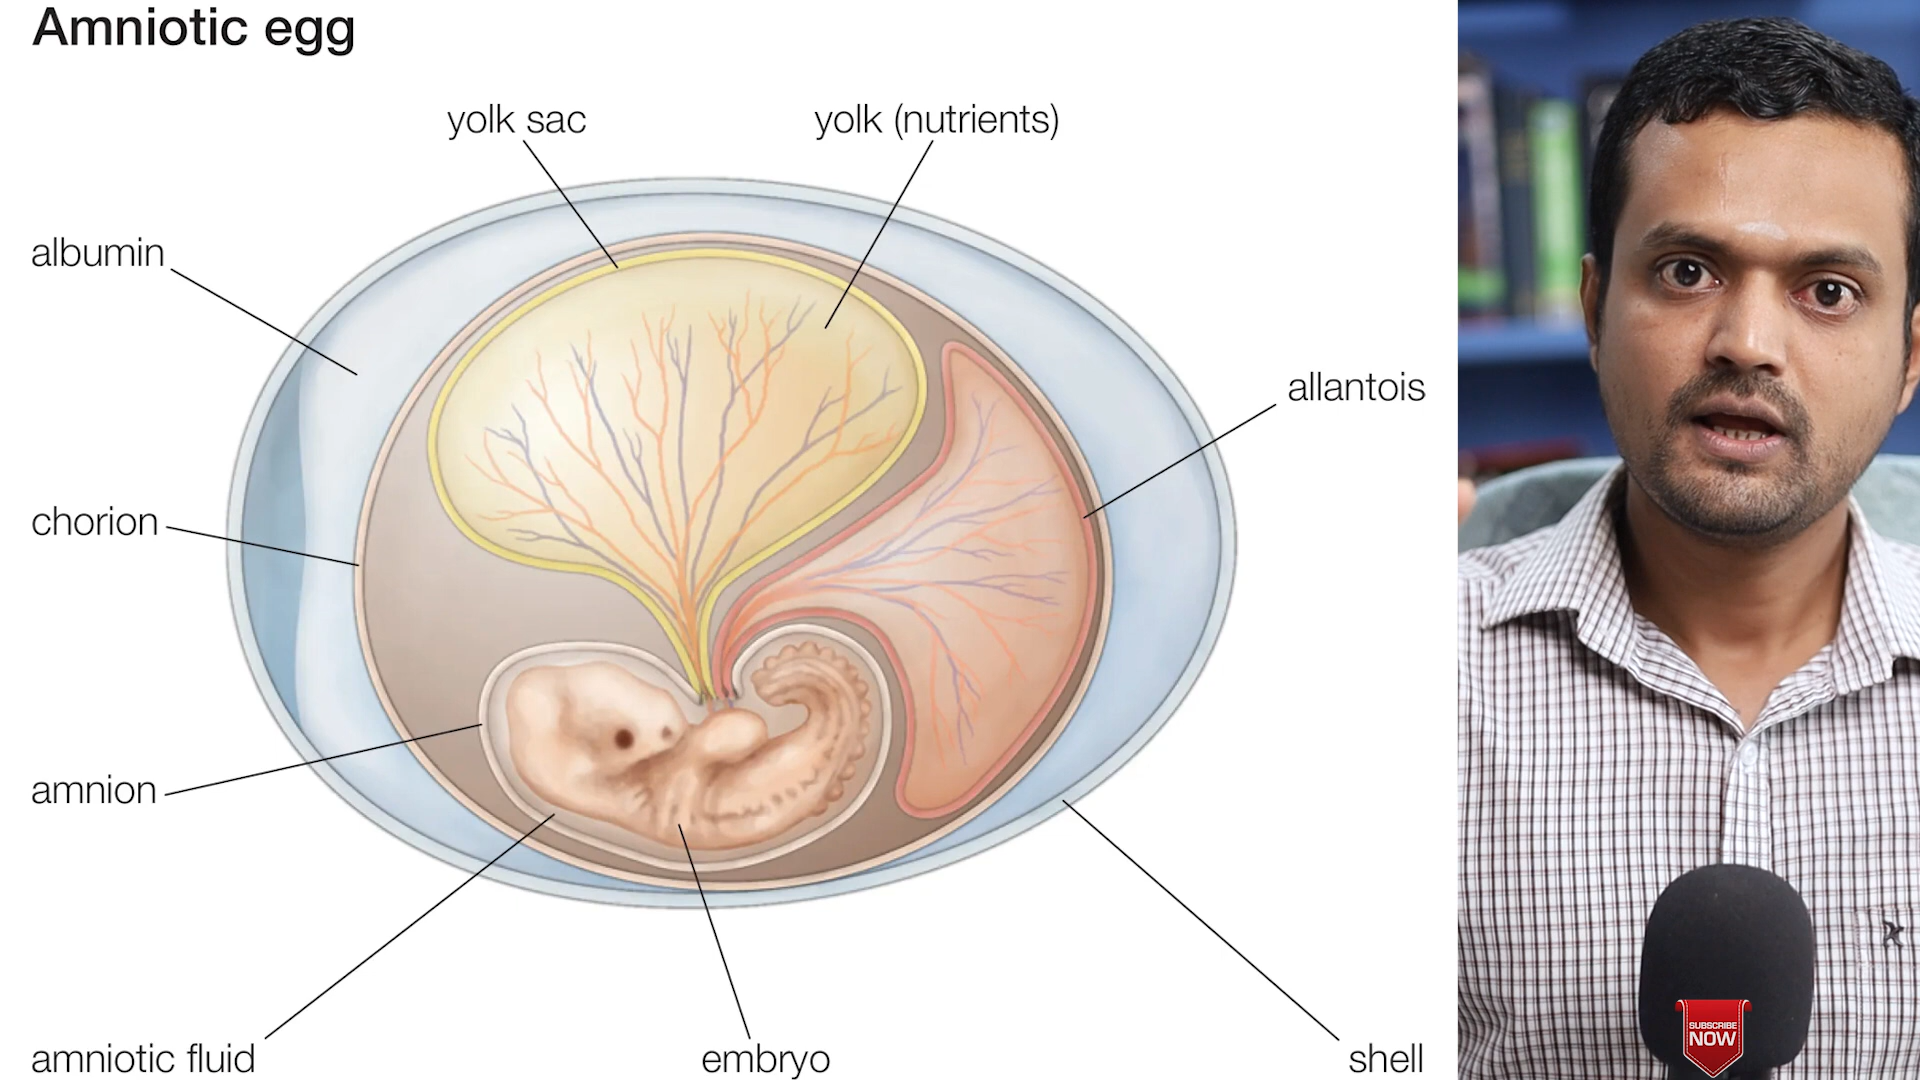 Amniotic egg
yolk sac
yolk (nutrients)
albumin
allantois
chorion
amnion
amniotic fluid
embryo
shell
SUBSCRIBE
NOW